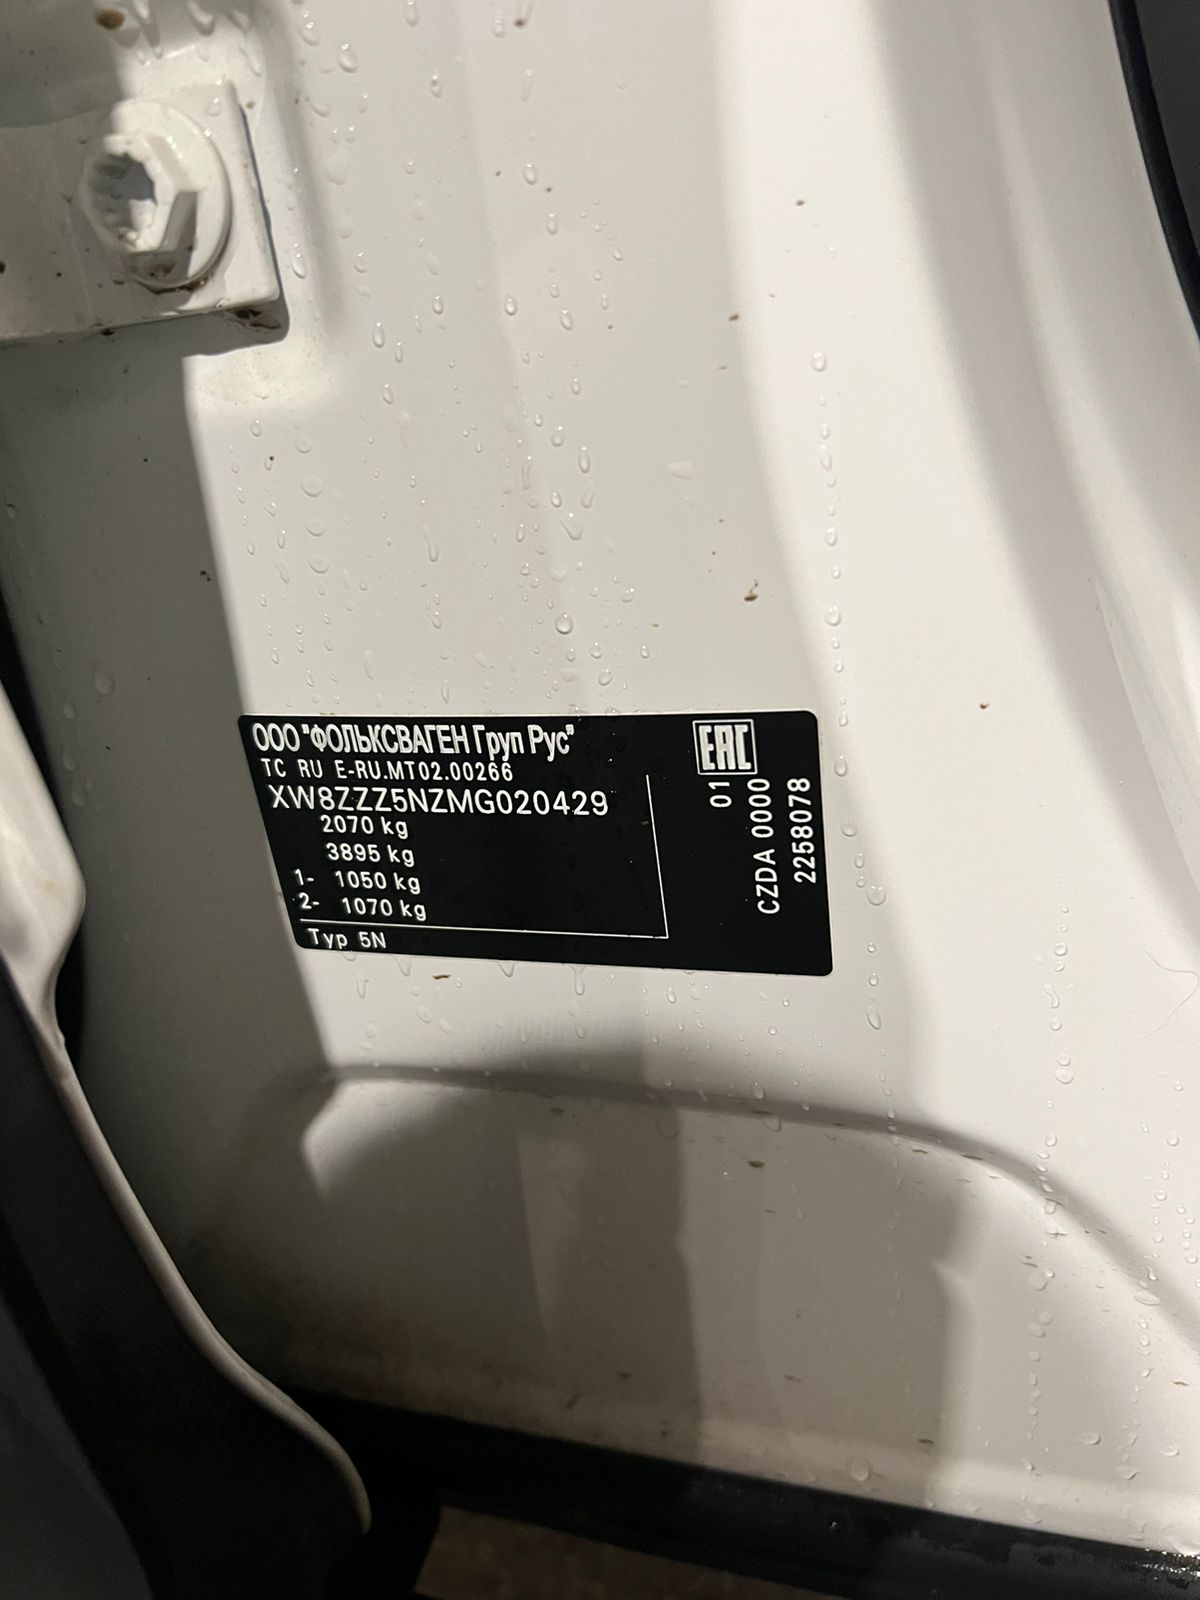 ООО "ФОЛЬКСВАГЕН Груп Рус"
TC RU E-RU.MT02.00266
XW8ZZZ5NZMG020429
2070 kg
3895 kg
1- 1050 kg
2- 1070 kg
Typ 5N
EAC
01
CZDA 0000
2258078